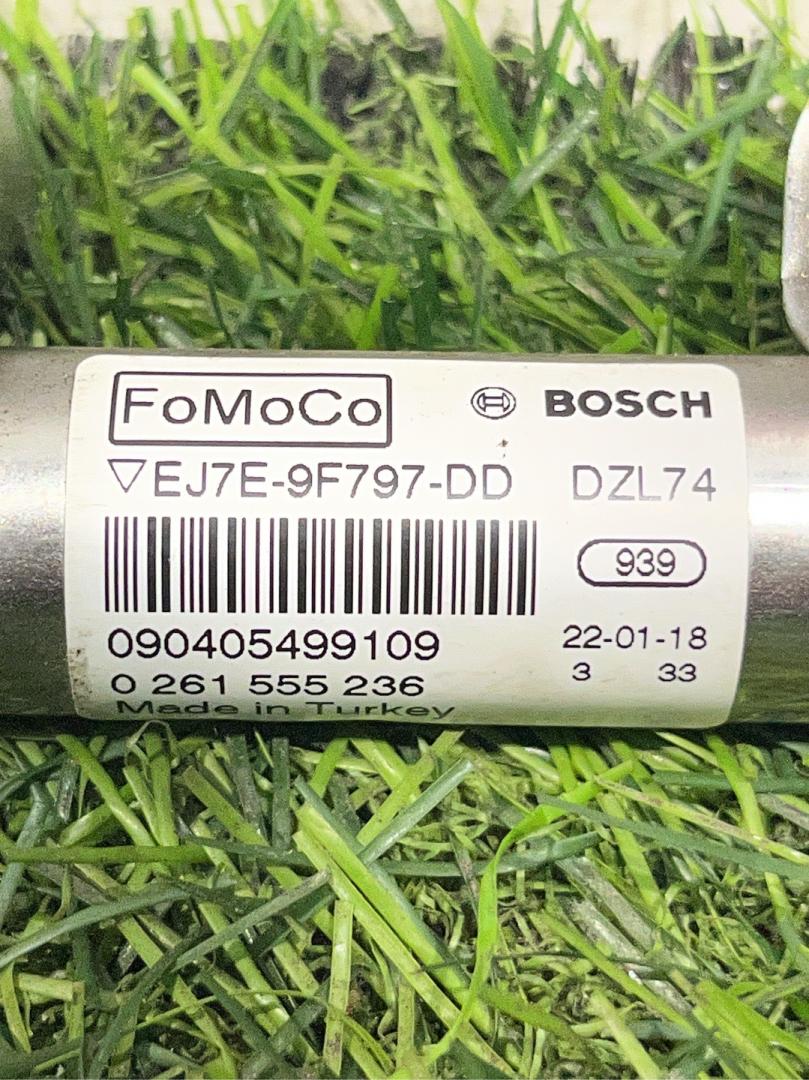 FoMoCo
BOSCH
EJ7E-9F797-DD DZL74
939
090405499109
22-01-18
0 261 555 236
3 33
Made in Turkey